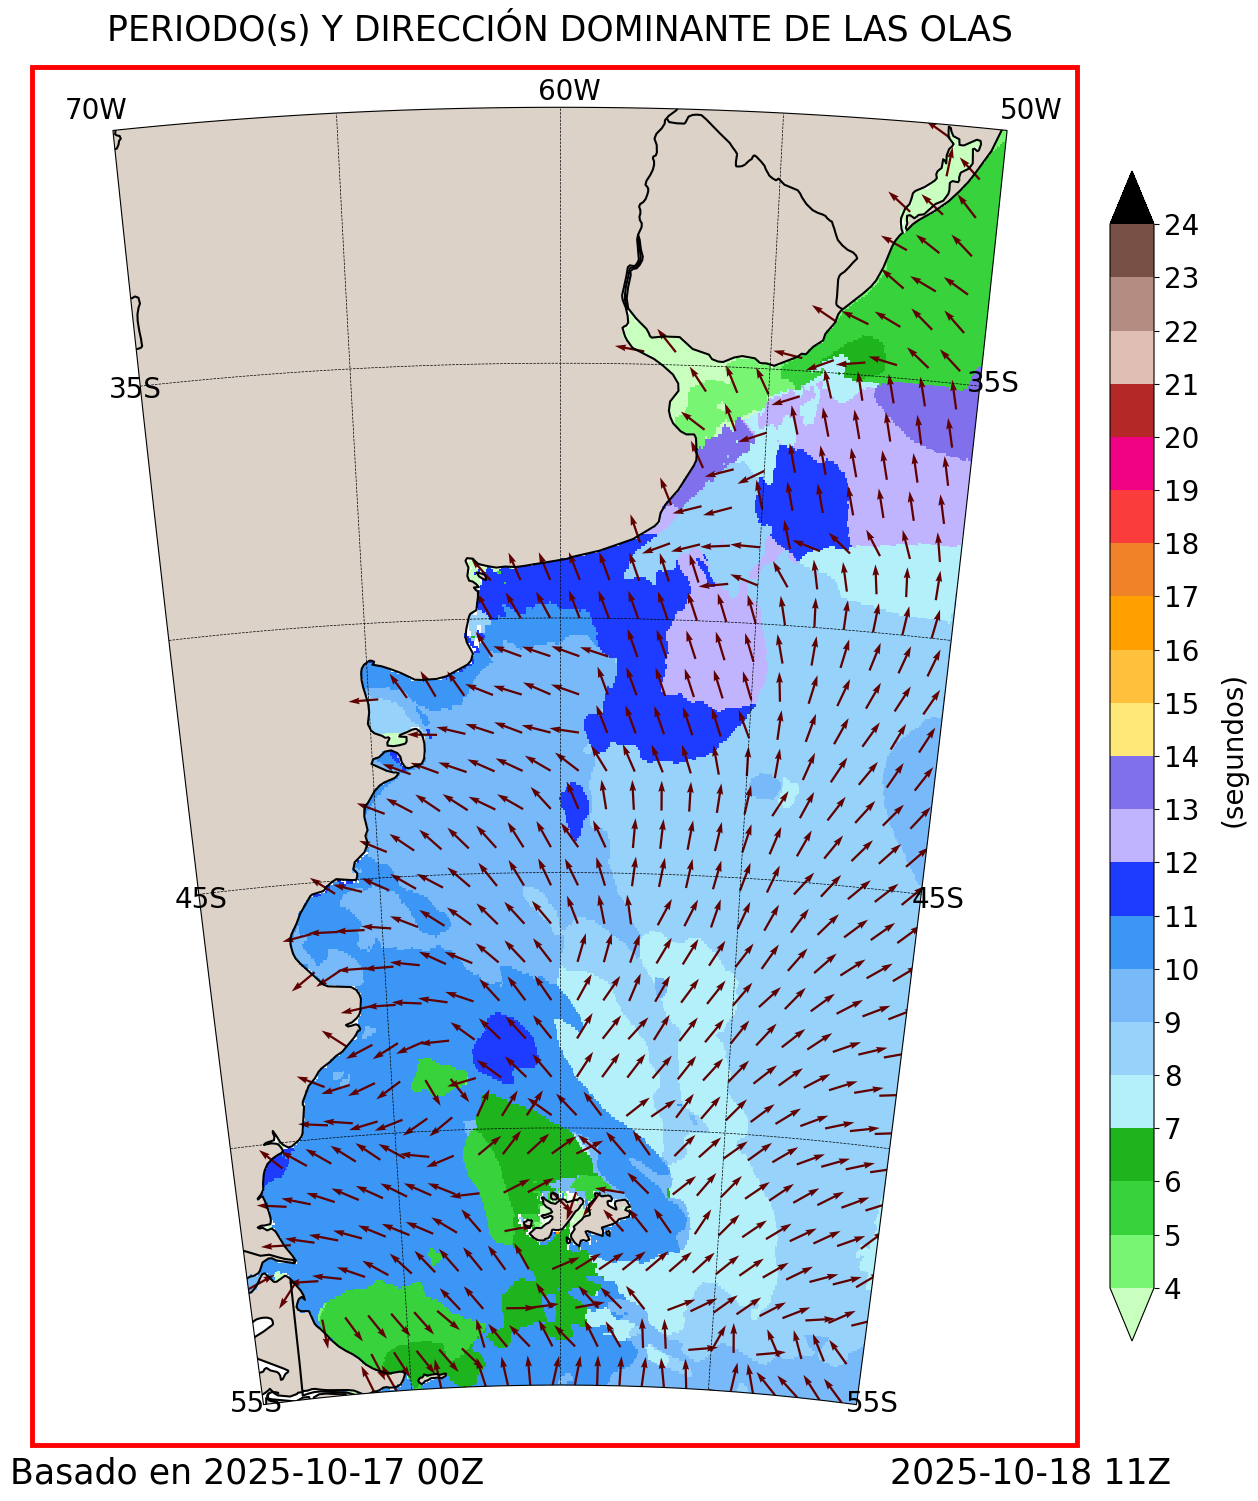 PERIODO(s) Y DIRECCIÓN DOMINANTE DE LAS OLAS
70W
60W
50W
35S
35S
45S
45S
55S
55S
24
23
22
21
20
19
18
17
16
15
14
13
12
11
10
9
8
7
6
5
4
(segundos)
Basado en 2025-10-17 00Z
2025-10-18 11Z